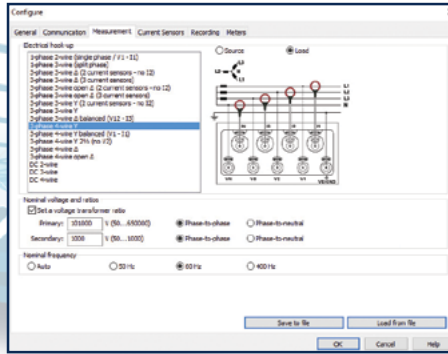 Configure
General Communication Measurement Current Sensors Recording Meters
Electrical hook-up
1-phase 2-wire (single phase / V1 - I1)
1-phase 3-wire (split phase)
3-phase 3-wire Δ (2 current sensors - no I2)
3-phase 3-wire Δ (3 current sensors)
3-phase 3-wire open Δ (2 current sensors - no I2)
3-phase 3-wire open Δ (3 current sensors)
3-phase 3-wire Y (2 current sensors - no I2)
3-phase 3-wire Y
3-phase 3-wire Δ balanced (V12 - I3)
3-phase 4-wire Y
3-phase 4-wire Y balanced (V1 - I1)
3-phase 4-wire Y 2½ (no V2)
3-phase 4-wire Δ
3-phase 4-wire open Δ
DC 2-wire
DC 3-wire
DC 4-wire
Source Load
L1
L2
L3
N
Nominal voltage and ratios
Set a voltage transformer ratio
Primary: 101000 V (50...650000) Phase-to-phase Phase-to-neutral
Secondary: 1000 V (50...1000) Phase-to-phase Phase-to-neutral
Nominal frequency
Auto 50 Hz 60 Hz 400 Hz
Save to file Load from file
OK Cancel Help